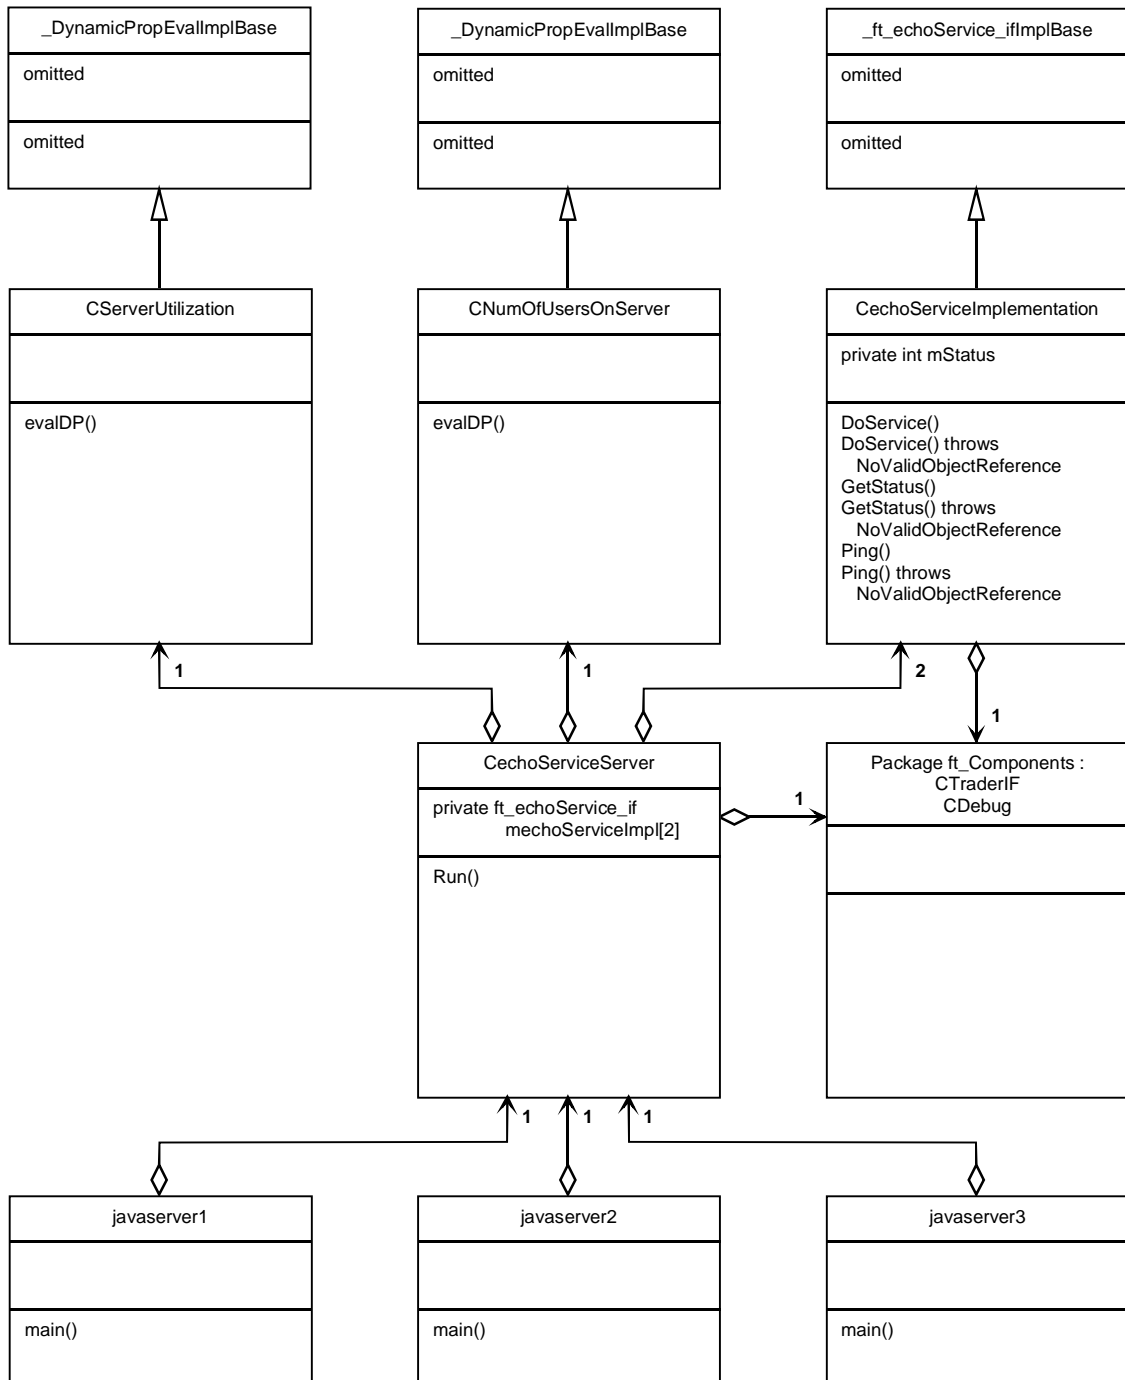 _DynamicPropEvalImplBase
omitted
omitted
_DynamicPropEvalImplBase
omitted
omitted
_ft_echoService_ifImplBase
omitted
omitted
CServerUtilization
evalDP()
CNumOfUsersOnServer
evalDP()
CechoServiceImplementation
private int mStatus
DoService()
DoService() throws
NoValidObjectReference
GetStatus()
GetStatus() throws
NoValidObjectReference
Ping()
Ping() throws
NoValidObjectReference
1
1
2
1
CechoServiceServer
private ft_echoService_if
mechoServiceImpl[2]
Run()
1
Package ft_Components :
CTraderIF
CDebug
1
1
1
javaserver1
main()
javaserver2
main()
javaserver3
main()